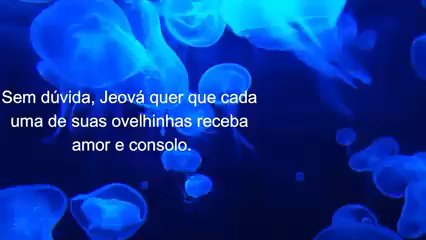 Sem dúvida, Jeová quer que cada
uma de suas ovelhinhas receba
amor e consolo.